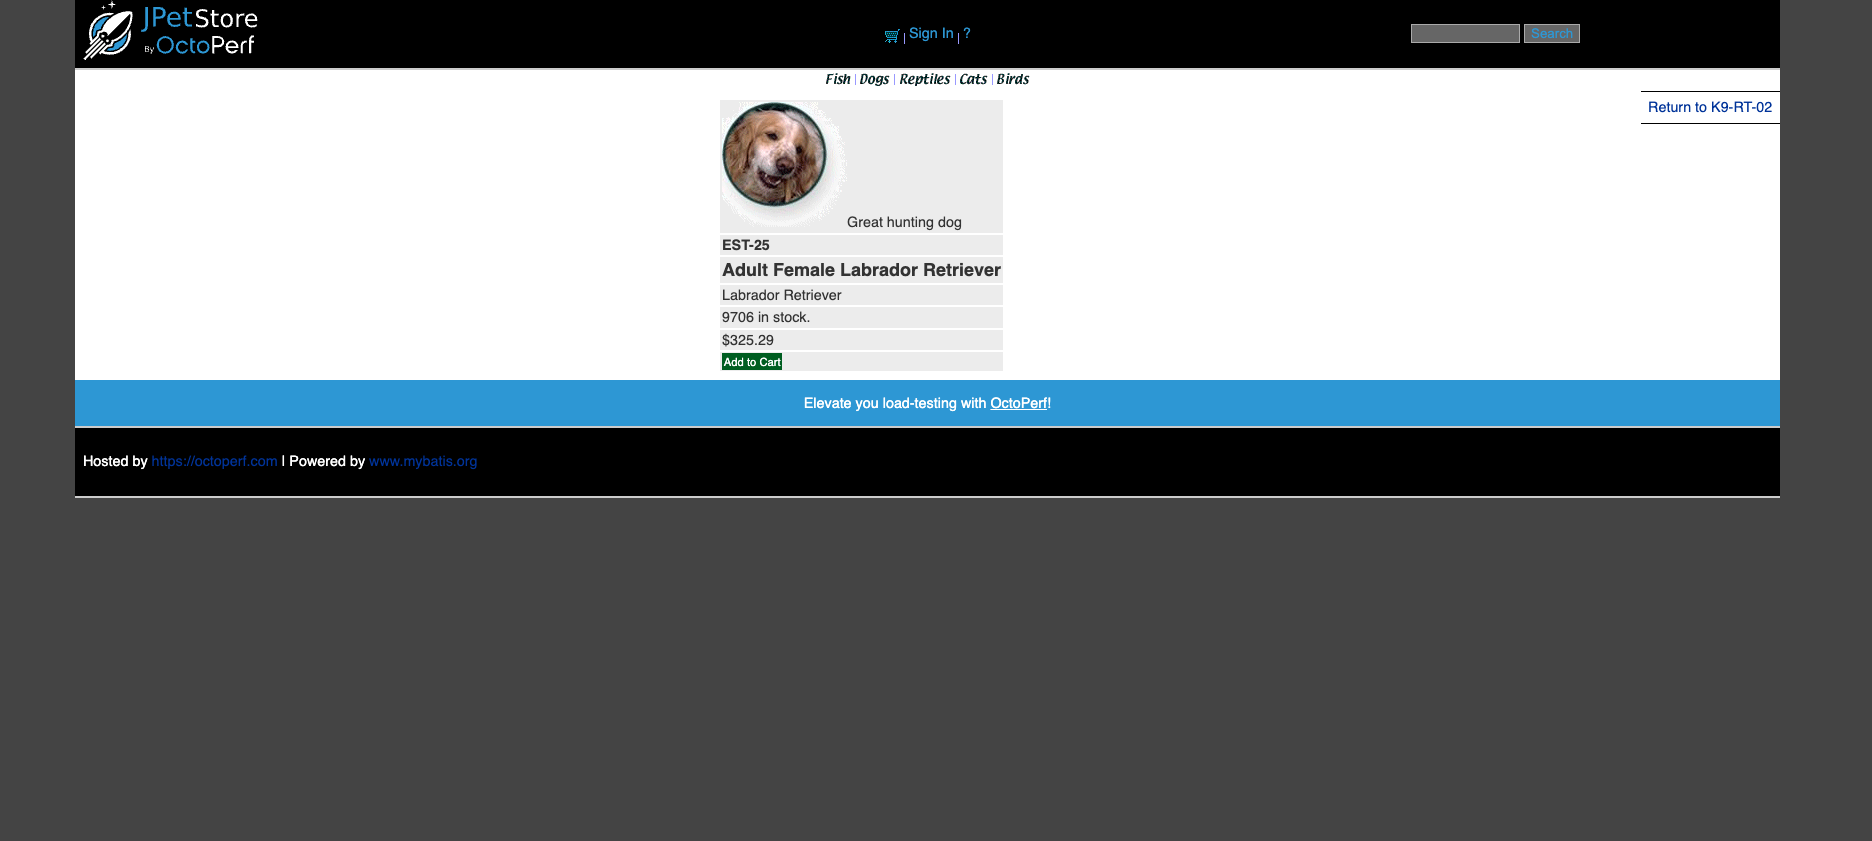 JPetStore
By OctoPerf
Sign In ?
Search
Fish Dogs Reptiles Cats Birds
Return to K9-RT-02
Great hunting dog
EST-25
Adult Female Labrador Retriever
Labrador Retriever
9706 in stock.
$325.29
Add to Cart
Elevate you load-testing with OctoPerf!
Hosted by https://octoperf.com | Powered by www.mybatis.org